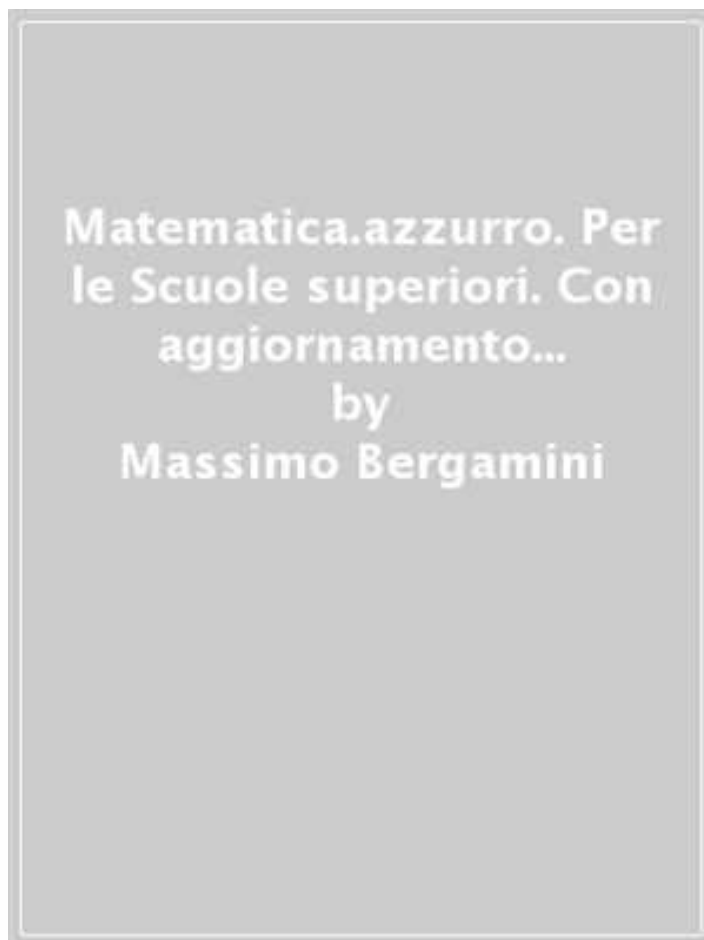 Matematica.azzurro. Per
le Scuole superiori. Con
aggiornamento...
by
Massimo Bergamini